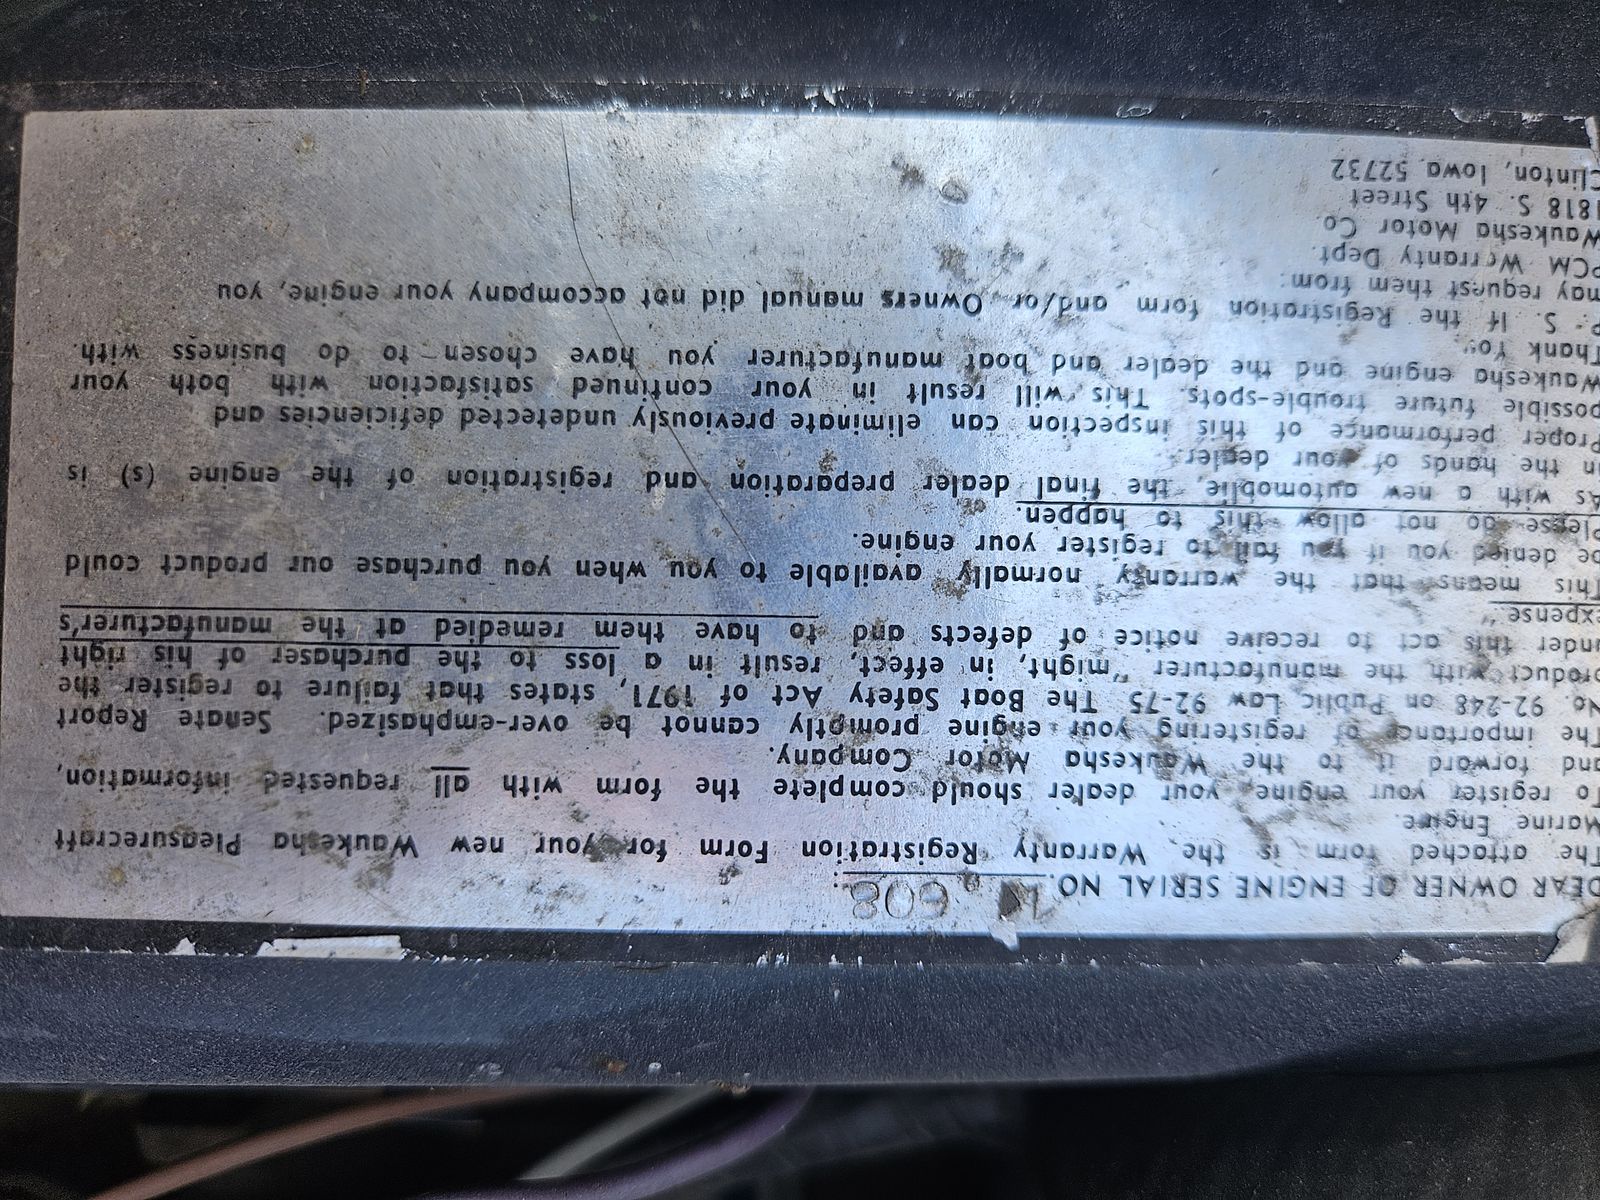 DEAR OWNER OF ENGINE SERIAL NO. 608:
The attached form is the Warranty Registration Form for your new Waukesha Pleasurecraft
Marine Engine.
To register your engine, your dealer should complete the form with all requested information,
and forward it to the Waukesha Motor Company.
The importance of registering your engine promptly cannot be over-emphasized. Senate Report
No. 92-248 on Public Law 92-75 The Boat Safety Act of 1971, states that failure to register the
product with the manufacturer "might, in effect, result in a loss to the purchaser of his right
under this act to receive notice of defects and to have them remedied at the manufacturer's
expense."
This means that the warranty normally available to you when you purchase our product could
be denied you if you fail to register your engine.
Please do not allow this to happen.
As with a new automobile, the final dealer preparation and registration of the engine (s) is
in the hands of your dealer.
Proper performance of this inspection can eliminate previously undetected deficiencies and
possible future trouble-spots. This will result in your continued satisfaction with both your
Waukesha engine and the dealer and boat manufacturer you have chosen to do business with.
Thank You
P. S. If the Registration form and/or Owners manual did not accompany your engine, you
may request them from:
PCM Warranty Dept.
Waukesha Motor Co
1818 S. 4th Street
Clinton, Iowa 52732